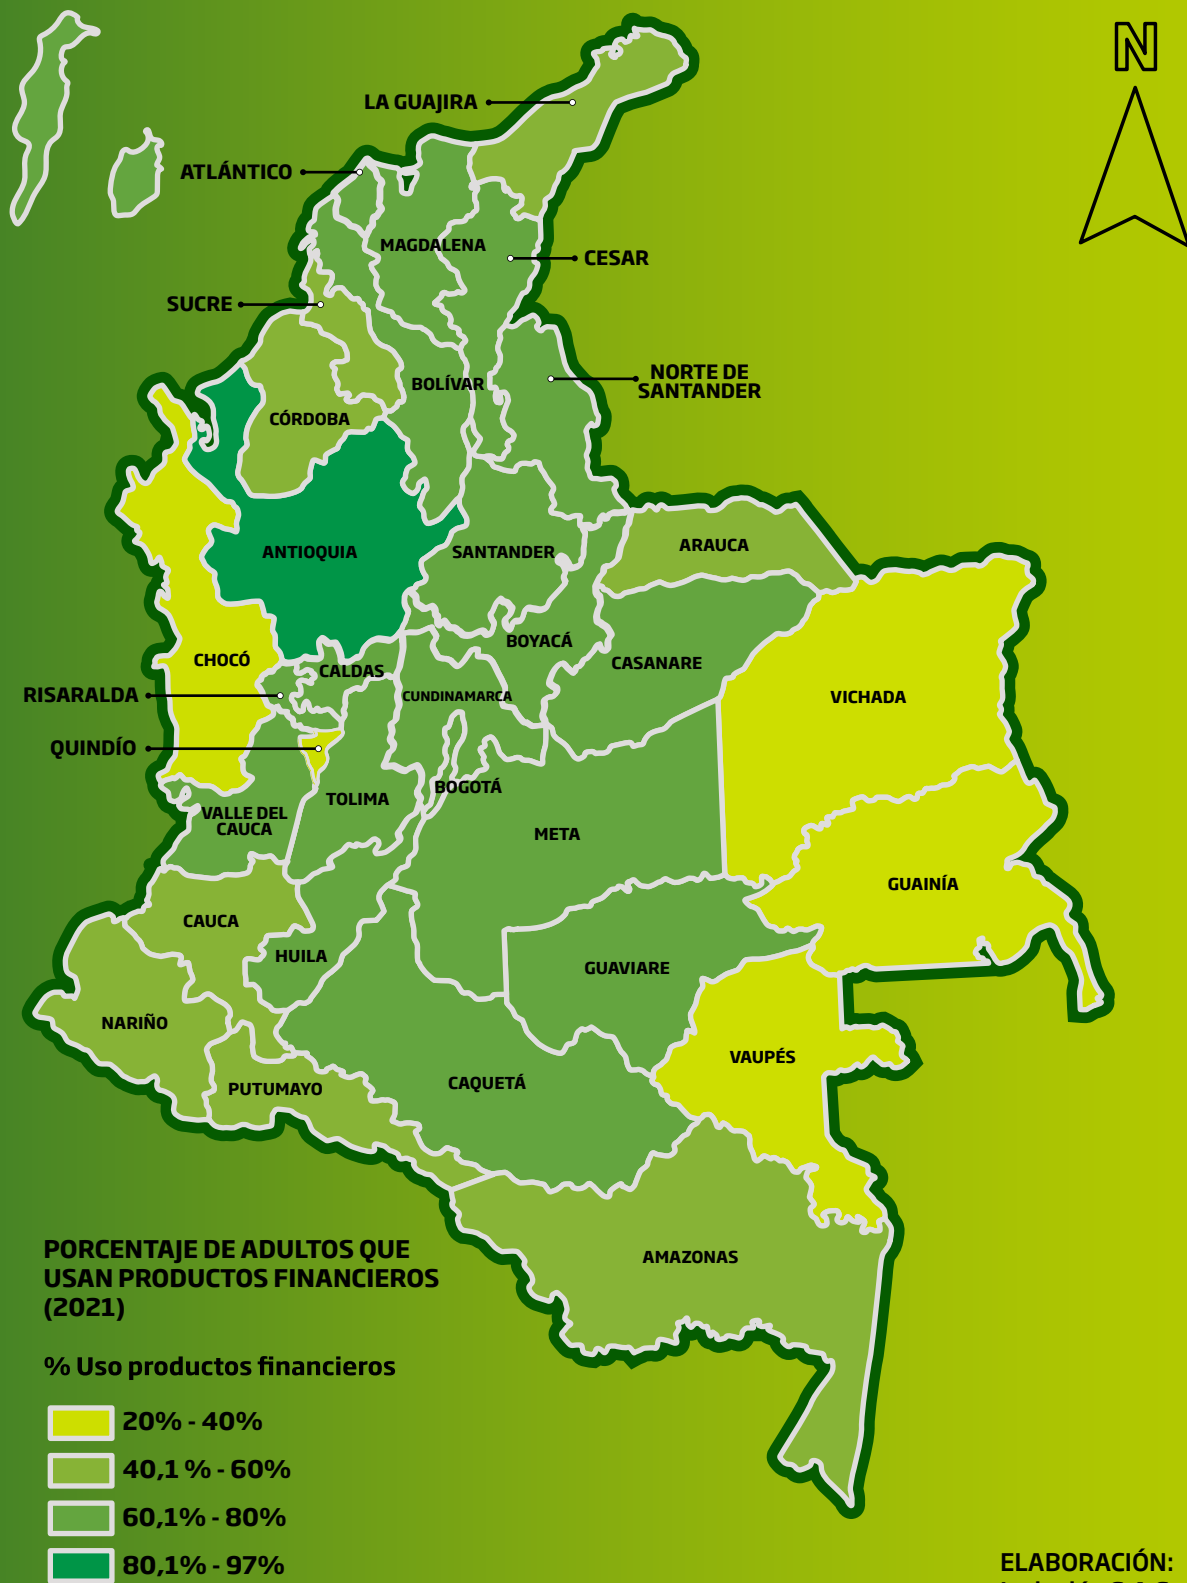 N
LA GUAJIRA
ATLÁNTICO
MAGDALENA
CESAR
SUCRE
NORTE DE
SANTANDER
BOLÍVAR
CÓRDOBA
ANTIOQUIA
SANTANDER
ARAUCA
BOYACÁ
CHOCÓ
CALDAS
CASANARE
RISARALDA
CUNDINAMARCA
VICHADA
QUINDÍO
BOGOTÁ
TOLIMA
VALLE DEL
CAUCA
META
GUAINÍA
CAUCA
HUILA
GUAVIARE
NARIÑO
VAUPÉS
PUTUMAYO
CAQUETÁ
AMAZONAS
PORCENTAJE DE ADULTOS QUE
USAN PRODUCTOS FINANCIEROS
(2021)
% Uso productos financieros
20% - 40%
40,1 % - 60%
60,1% - 80%
80,1% - 97%
ELABORACIÓN: